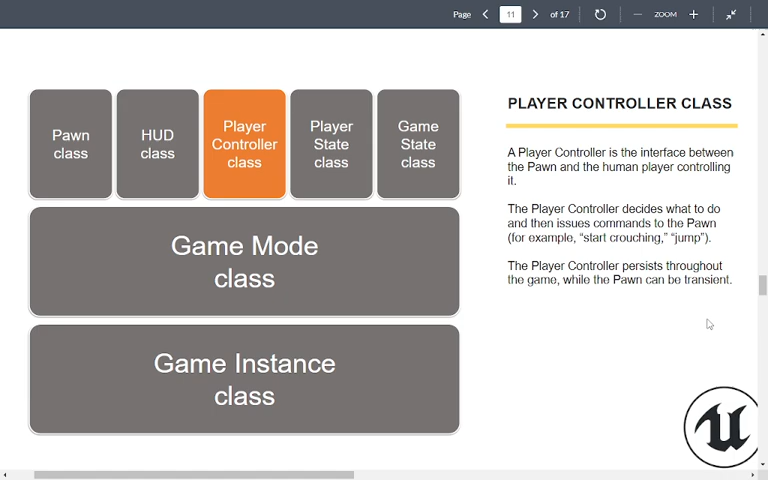 Page 11 of 17 ZOOM
Pawn
class
HUD
class
Player
Controller
class
Player
State
class
Game
State
class
Game Mode
class
Game Instance
class
PLAYER CONTROLLER CLASS
A Player Controller is the interface between
the Pawn and the human player controlling
it.
The Player Controller decides what to do
and then issues commands to the Pawn
(for example, “start crouching,” “jump”).
The Player Controller persists throughout
the game, while the Pawn can be transient.